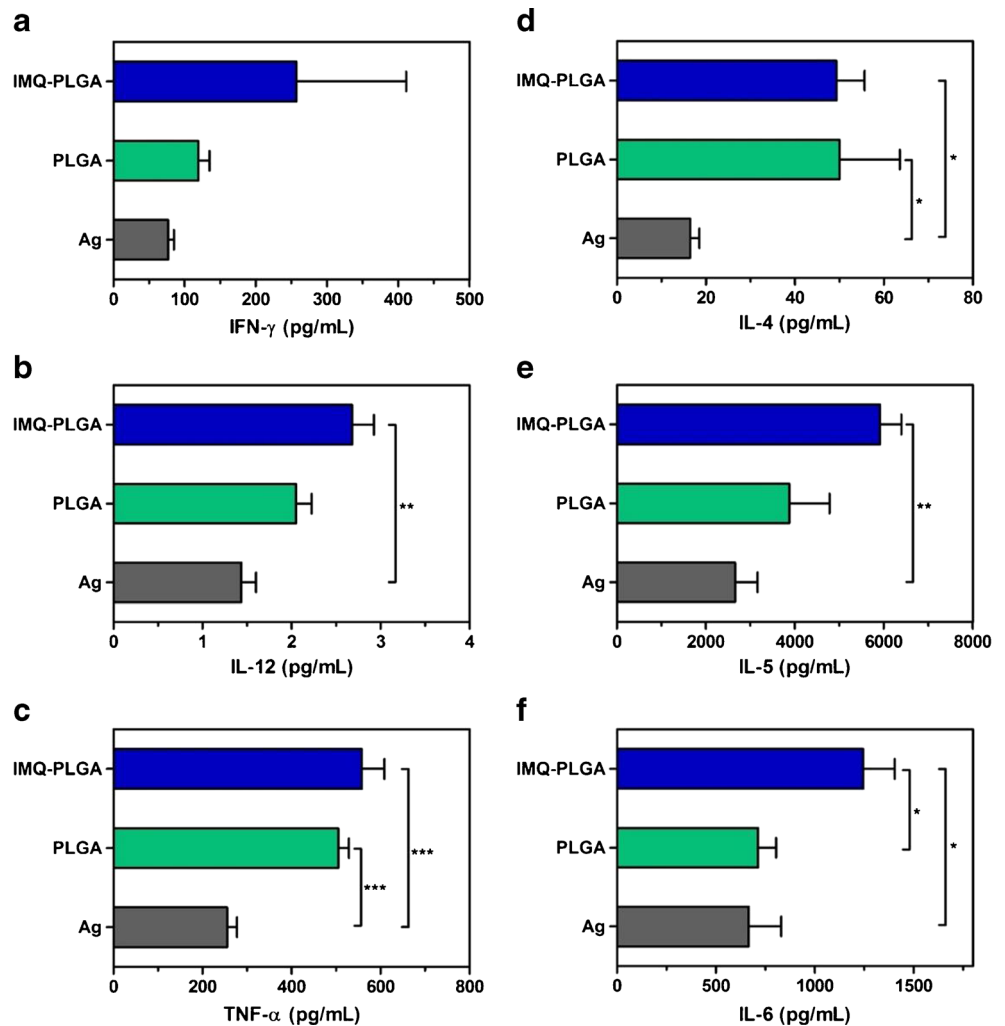 a
IMQ-PLGA
PLGA
Ag
0 100 200 300 400 500
IFN-γ (pg/mL)
b
IMQ-PLGA
PLGA
**
Ag
0 1 2 3 4
IL-12 (pg/mL)
c
IMQ-PLGA
PLGA
***
***
Ag
0 200 400 600 800
TNF-α (pg/mL)
d
IMQ-PLGA
PLGA
*
*
Ag
0 20 40 60 80
IL-4 (pg/mL)
e
IMQ-PLGA
PLGA
**
Ag
0 2000 4000 6000 8000
IL-5 (pg/mL)
f
IMQ-PLGA
*
PLGA
*
Ag
0 500 1000 1500
IL-6 (pg/mL)